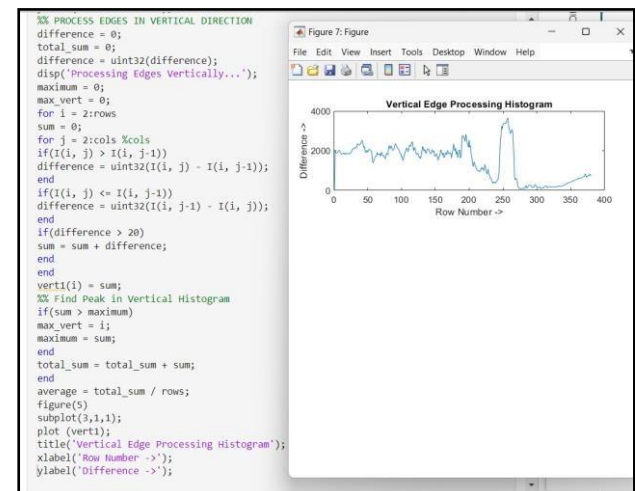 %% PROCESS EDGES IN VERTICAL DIRECTION
difference = 0;
total_sum = 0;
difference = uint32(difference);
disp('Processing Edges Vertically...');
maximum = 0;
max_vert = 0;
for i = 2:rows
sum = 0;
for j = 2:cols %cols
if(I(i, j) > I(i, j-1))
difference = uint32(I(i, j) - I(i, j-1));
end
if(I(i, j) <= I(i, j-1))
difference = uint32(I(i, j-1) - I(i, j));
end
if(difference > 20)
sum = sum + difference;
end
end
vert1(i) = sum;
%% Find Peak in Vertical Histogram
if(sum > maximum)
max_vert = i;
maximum = sum;
end
total_sum = total_sum + sum;
end
average = total_sum / rows;
figure(5)
subplot(3,1,1);
plot (vert1);
title('Vertical Edge Processing Histogram');
xlabel('Row Number ->');
ylabel('Difference ->');
Figure 7: Figure
File Edit View Insert Tools Desktop Window Help
Vertical Edge Processing Histogram
4000
2000
0
Difference ->
0 50 100 150 200 250 300 350 400
Row Number ->